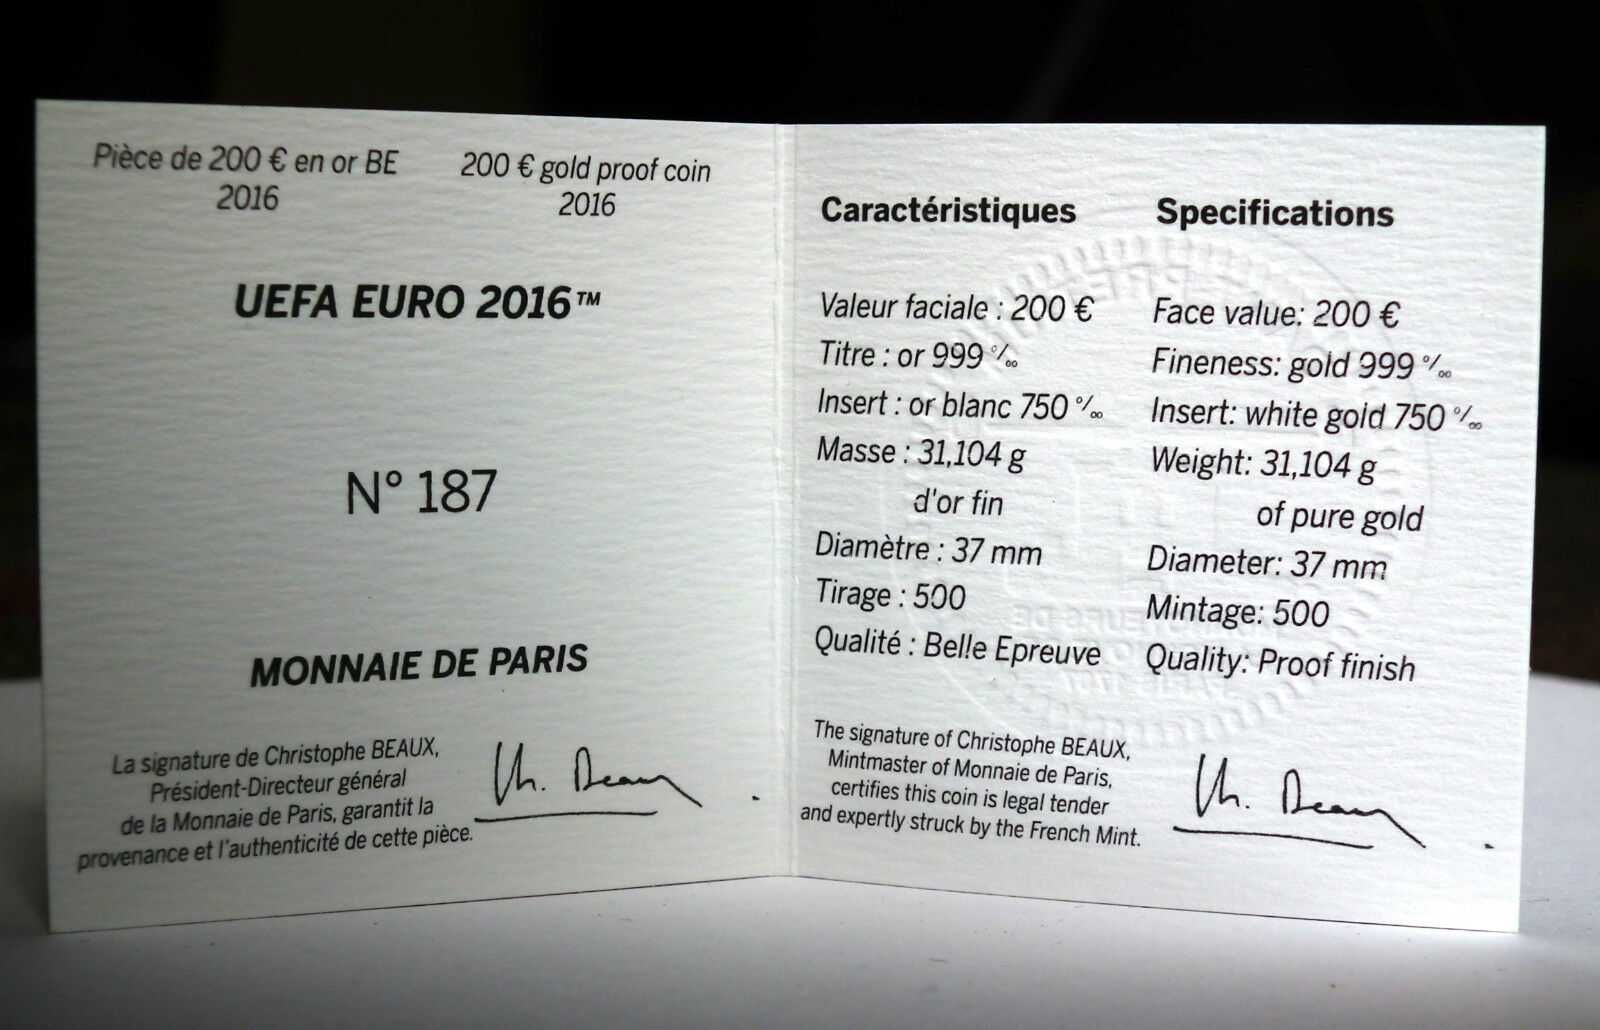 Pièce de 200 € en or BE
2016
200 € gold proof coin
2016
UEFA EURO 2016™
N° 187
MONNAIE DE PARIS
La signature de Christophe BEAUX,
Président-Directeur général
de la Monnaie de Paris, garantit la
provenance et l'authenticité de cette pièce.
Ch. Beaux
Caractéristiques
Valeur faciale : 200 €
Titre : or 999 ‰
Insert : or blanc 750 ‰
Masse : 31,104 g
d'or fin
Diamètre : 37 mm
Tirage : 500
Qualité : Belle Epreuve
Specifications
Face value: 200 €
Fineness: gold 999 ‰
Insert: white gold 750 ‰
Weight: 31,104 g
of pure gold
Diameter: 37 mm
Mintage: 500
Quality: Proof finish
The signature of Christophe BEAUX,
Mintmaster of Monnaie de Paris,
certifies this coin is legal tender
and expertly struck by the French Mint.
Ch. Beaux